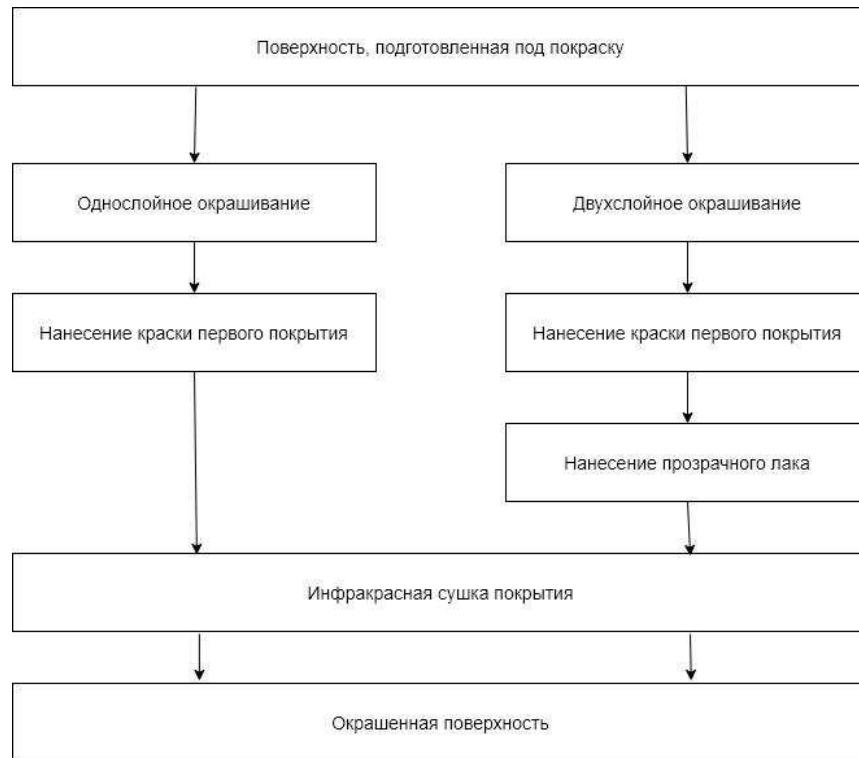 Поверхность, подготовленная под покраску
Однослойное окрашивание
Двухслойное окрашивание
Нанесение краски первого покрытия
Нанесение краски первого покрытия
Нанесение прозрачного лака
Инфракрасная сушка покрытия
Окрашенная поверхность